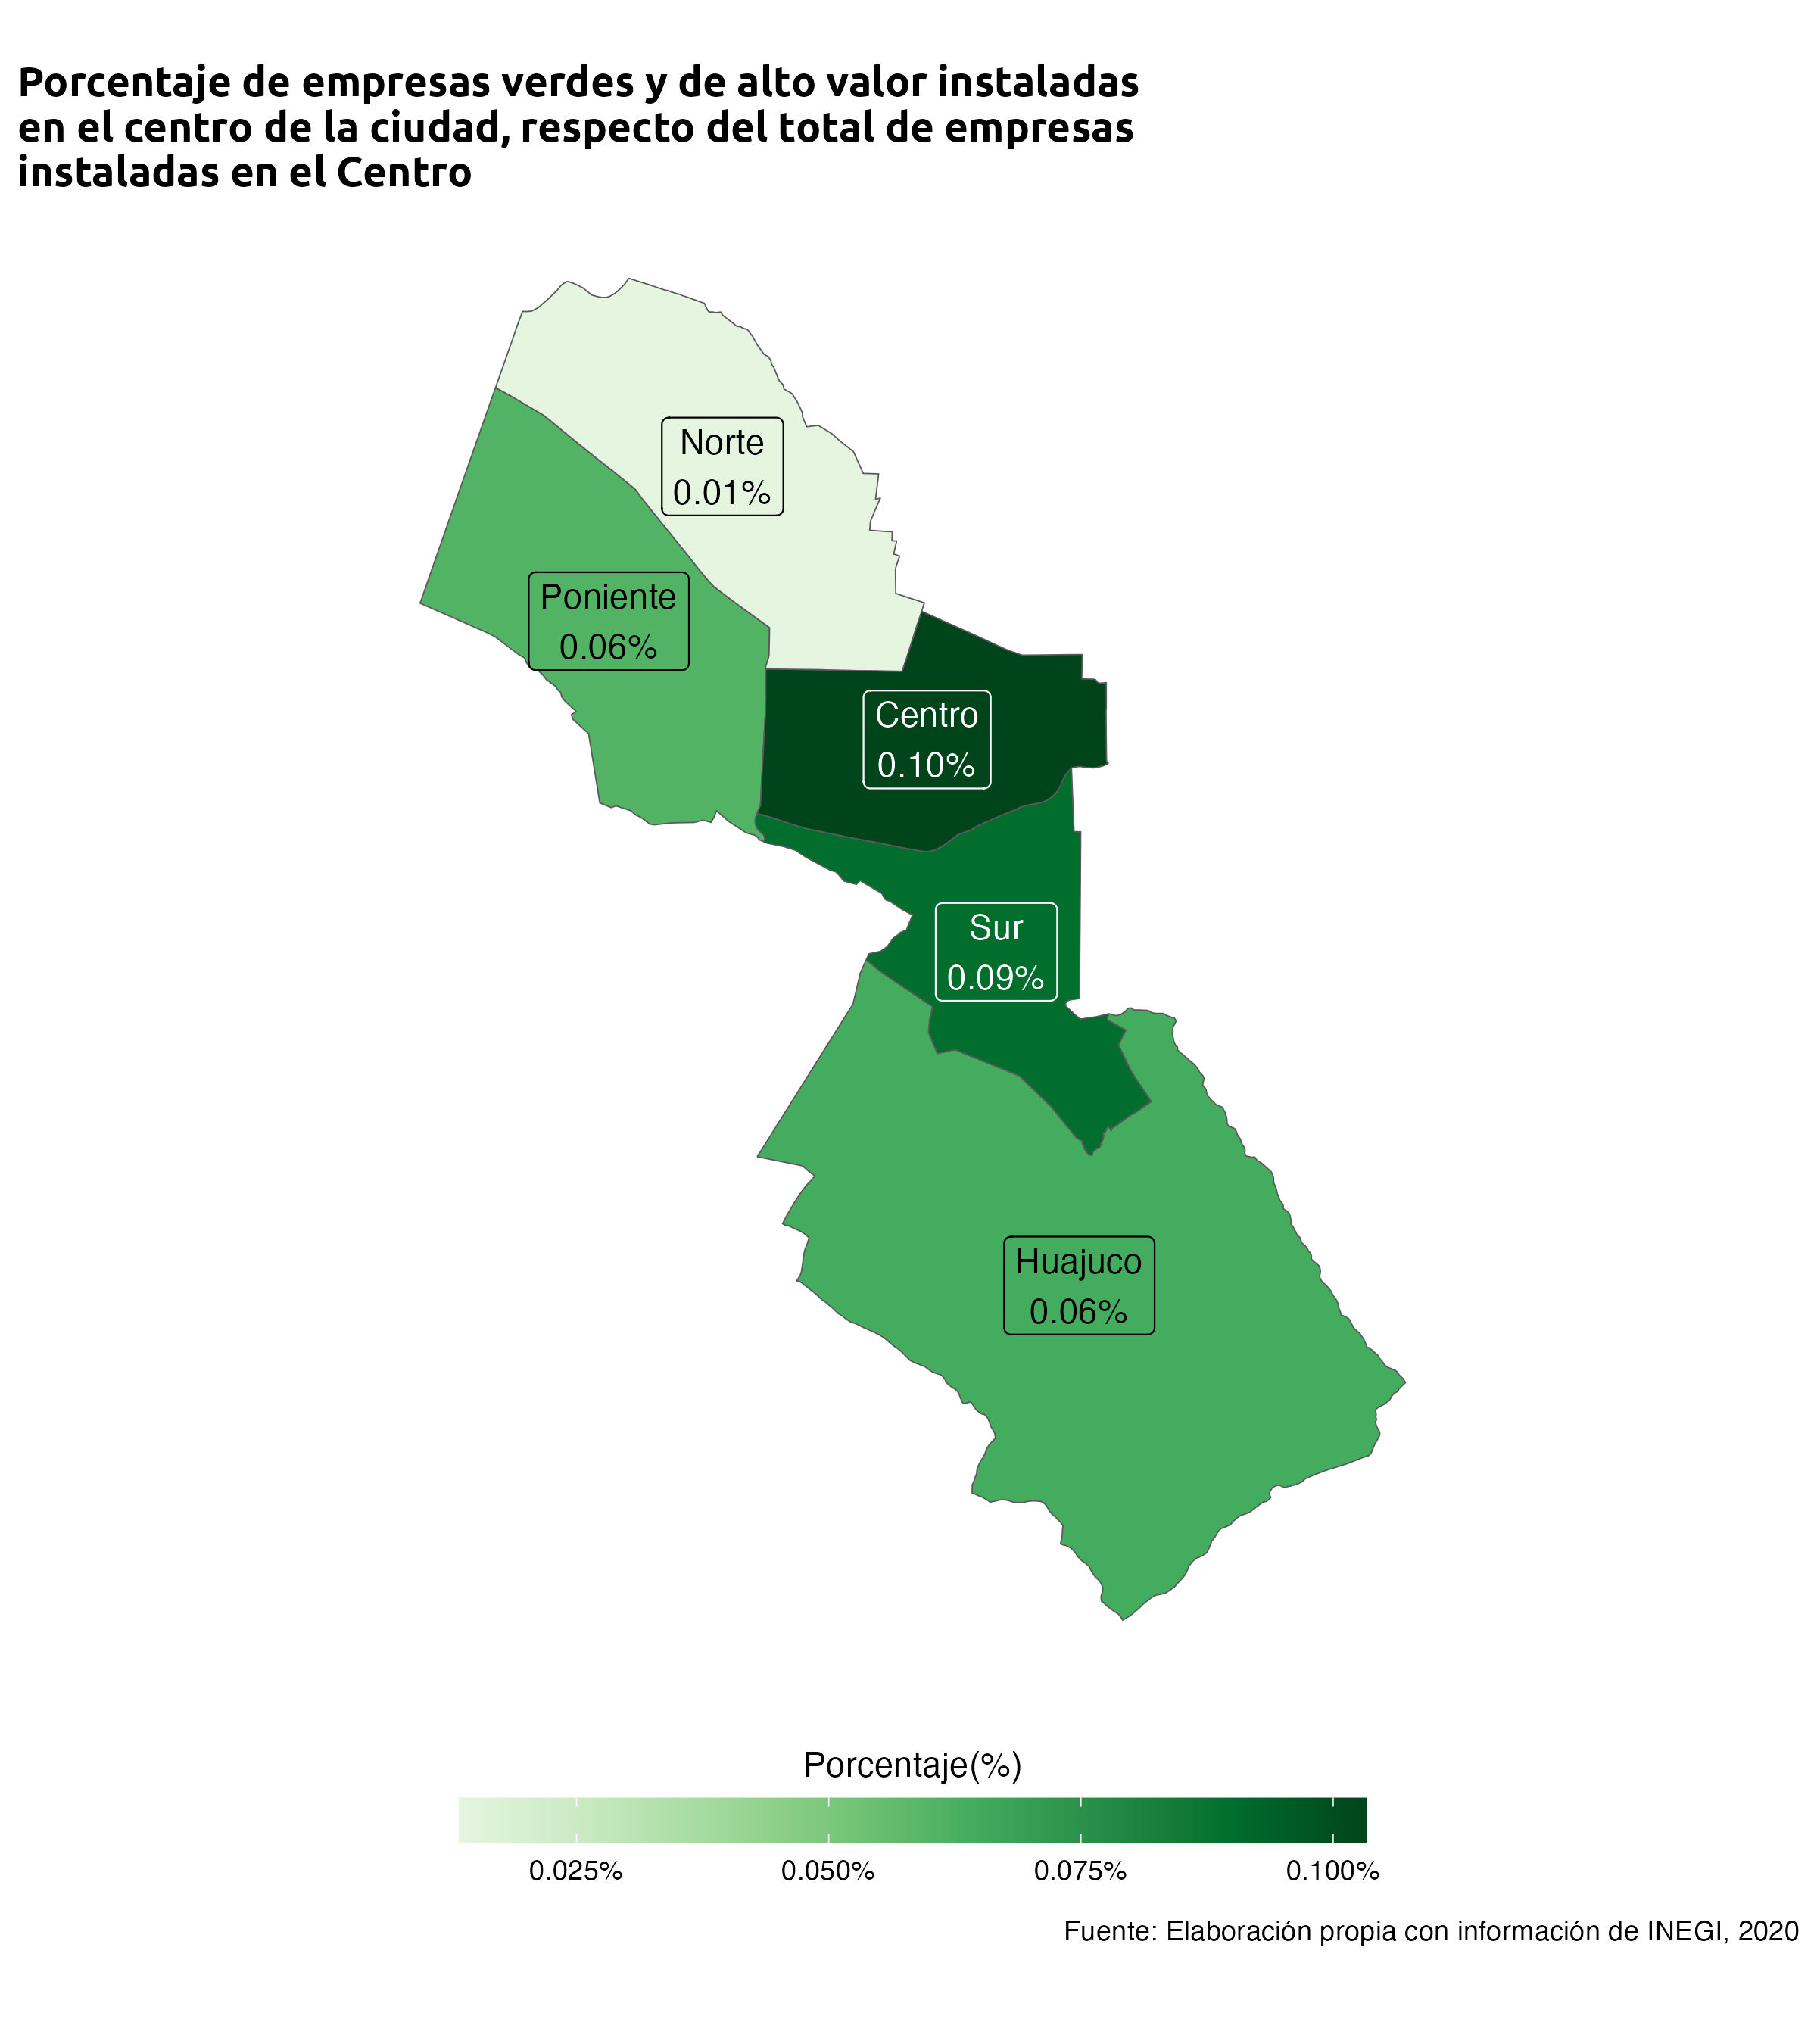 Porcentaje de empresas verdes y de alto valor instaladas
en el centro de la ciudad, respecto del total de empresas
instaladas en el Centro
Norte
0.01%
Poniente
0.06%
Centro
0.10%
Sur
0.09%
Huajuco
0.06%
Porcentaje(%)
0.025% 0.050% 0.075% 0.100%
Fuente: Elaboración propia con información de INEGI, 2020